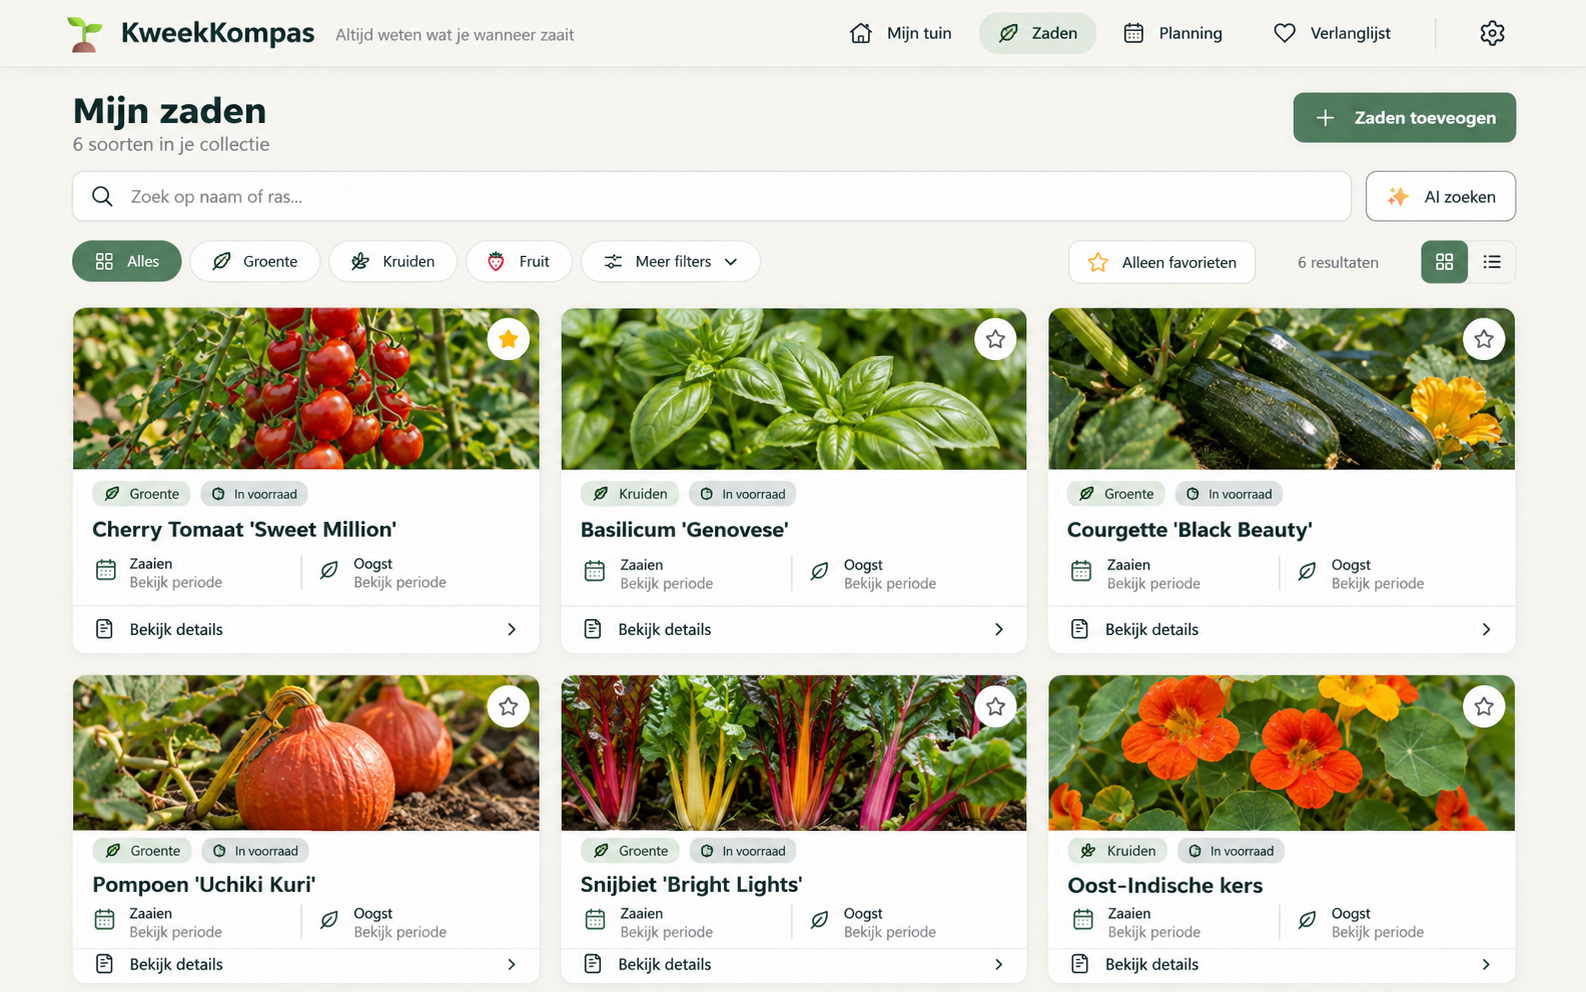 KweekKompas
Altijd weten wat je wanneer zaait
Mijn tuin
Zaden
Planning
Verlanglijst
Mijn zaden
6 soorten in je collectie
Zaden toeveogen
Zoek op naam of ras...
AI zoeken
Alles
Groente
Kruiden
Fruit
Meer filters
Alleen favorieten
6 resultaten
Groente
In voorraad
Cherry Tomaat 'Sweet Million'
Zaaien
Bekijk periode
Oogst
Bekijk periode
Bekijk details
Kruiden
In voorraad
Basilicum 'Genovese'
Zaaien
Bekijk periode
Oogst
Bekijk periode
Bekijk details
Groente
In voorraad
Courgette 'Black Beauty'
Zaaien
Bekijk periode
Oogst
Bekijk periode
Bekijk details
Groente
In voorraad
Pompoen 'Uchiki Kuri'
Zaaien
Bekijk periode
Oogst
Bekijk periode
Bekijk details
Groente
In voorraad
Snijbiet 'Bright Lights'
Zaaien
Bekijk periode
Oogst
Bekijk periode
Bekijk details
Kruiden
In voorraad
Oost-Indische kers
Zaaien
Bekijk periode
Oogst
Bekijk periode
Bekijk details